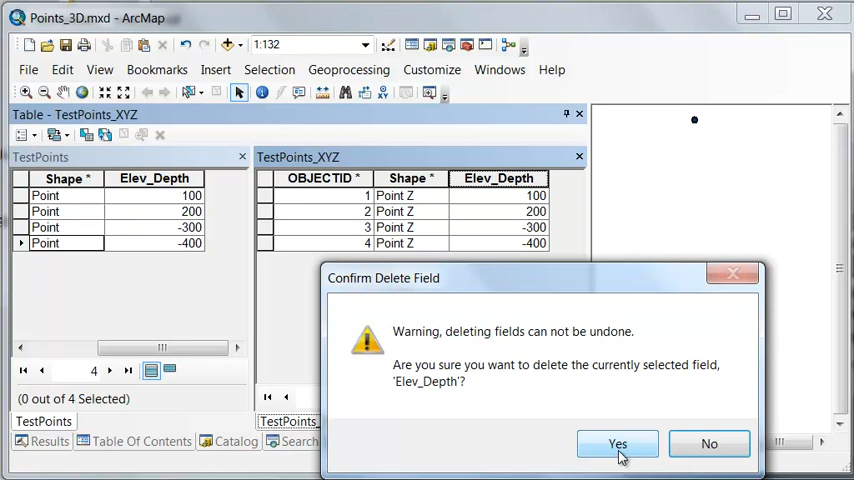 Points_3D.mxd - ArcMap
1:132
File Edit View Bookmarks Insert Selection Geoprocessing Customize Windows Help
Table - TestPoints_XYZ
TestPoints
Shape * Elev_Depth
Point 100
Point 200
Point -300
Point -400
4
(0 out of 4 Selected)
TestPoints
TestPoints_XYZ
OBJECTID * Shape * Elev_Depth
1 Point Z 100
2 Point Z 200
3 Point Z -300
4 Point Z -400
TestPoints_
Results Table Of Contents Catalog Search
Confirm Delete Field
Warning, deleting fields can not be undone.
Are you sure you want to delete the currently selected field,
'Elev_Depth'?
Yes No